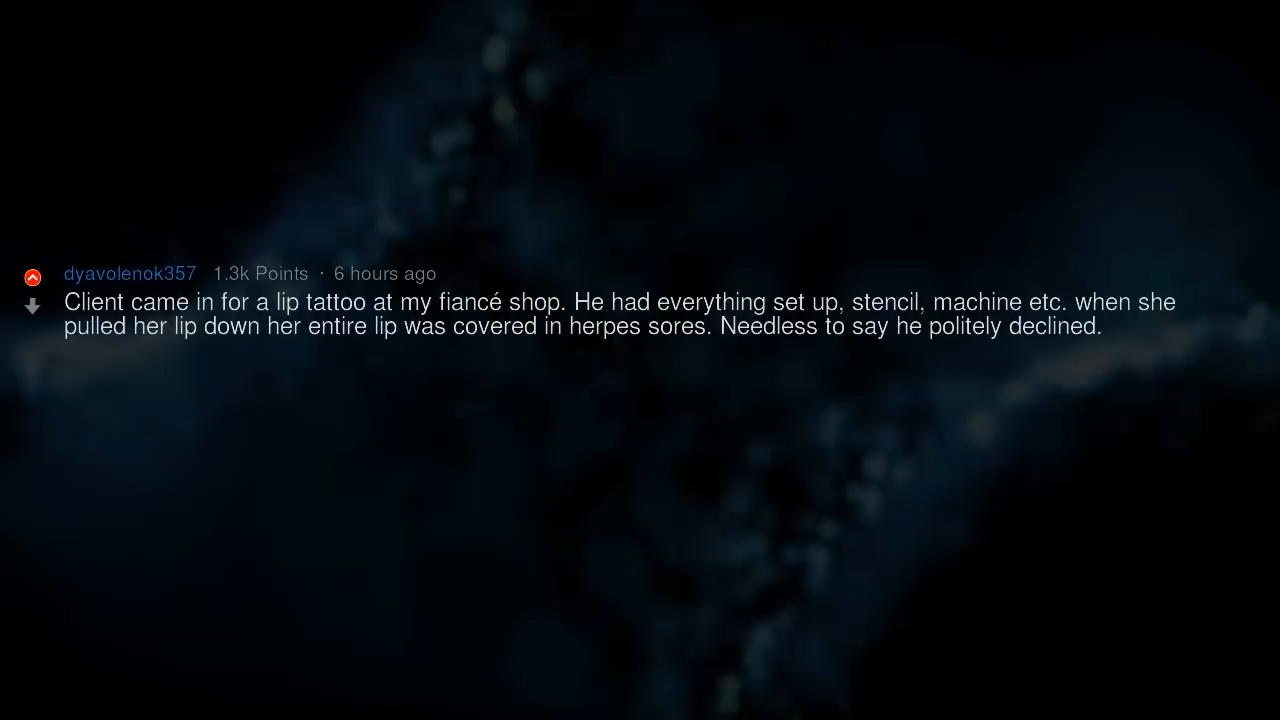 dyavolenok357 1.3k Points · 6 hours ago
Client came in for a lip tattoo at my fiancé shop. He had everything set up, stencil, machine etc. when she
pulled her lip down her entire lip was covered in herpes sores. Needless to say he politely declined.